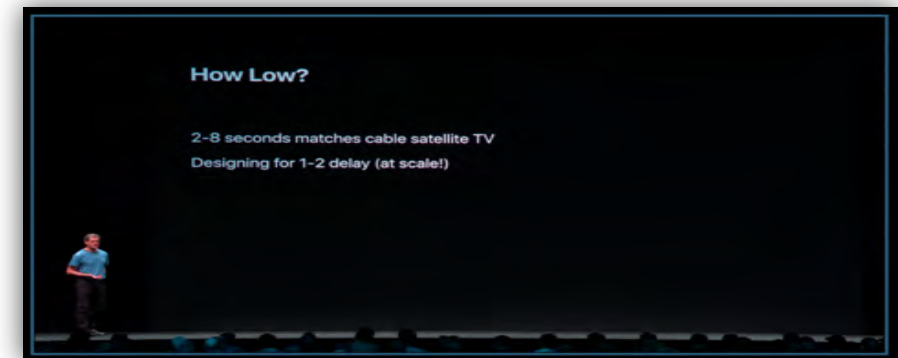 How Low?
2-8 seconds matches cable satellite TV
Designing for 1-2 delay (at scale!)